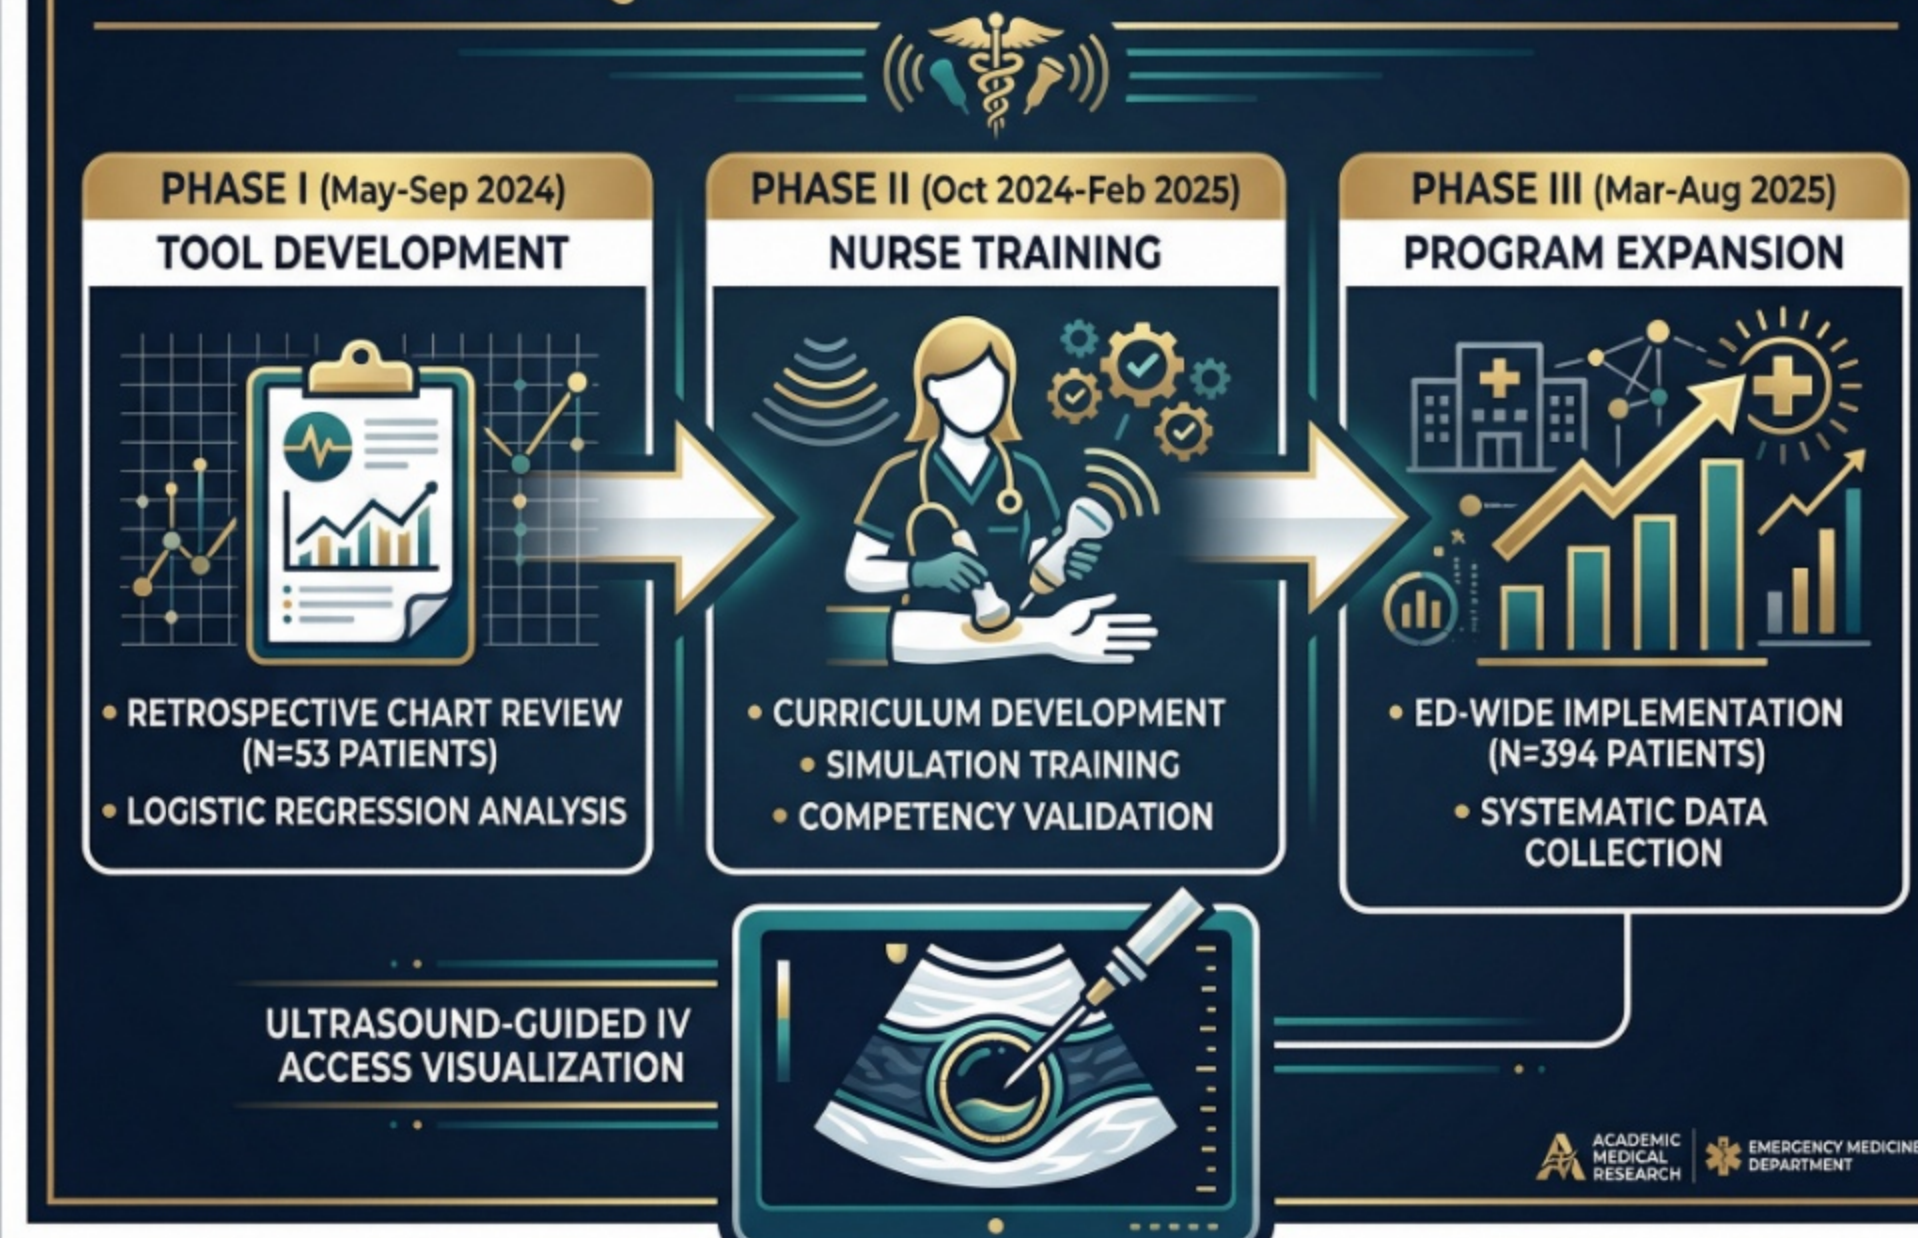 PHASE I (May-Sep 2024)
TOOL DEVELOPMENT
• RETROSPECTIVE CHART REVIEW
(N=53 PATIENTS)
• LOGISTIC REGRESSION ANALYSIS
PHASE II (Oct 2024-Feb 2025)
NURSE TRAINING
• CURRICULUM DEVELOPMENT
• SIMULATION TRAINING
• COMPETENCY VALIDATION
PHASE III (Mar-Aug 2025)
PROGRAM EXPANSION
• ED-WIDE IMPLEMENTATION
(N=394 PATIENTS)
• SYSTEMATIC DATA
COLLECTION
ULTRASOUND-GUIDED IV
ACCESS VISUALIZATION
ACADEMIC
MEDICAL
RESEARCH
EMERGENCY MEDICINE
DEPARTMENT